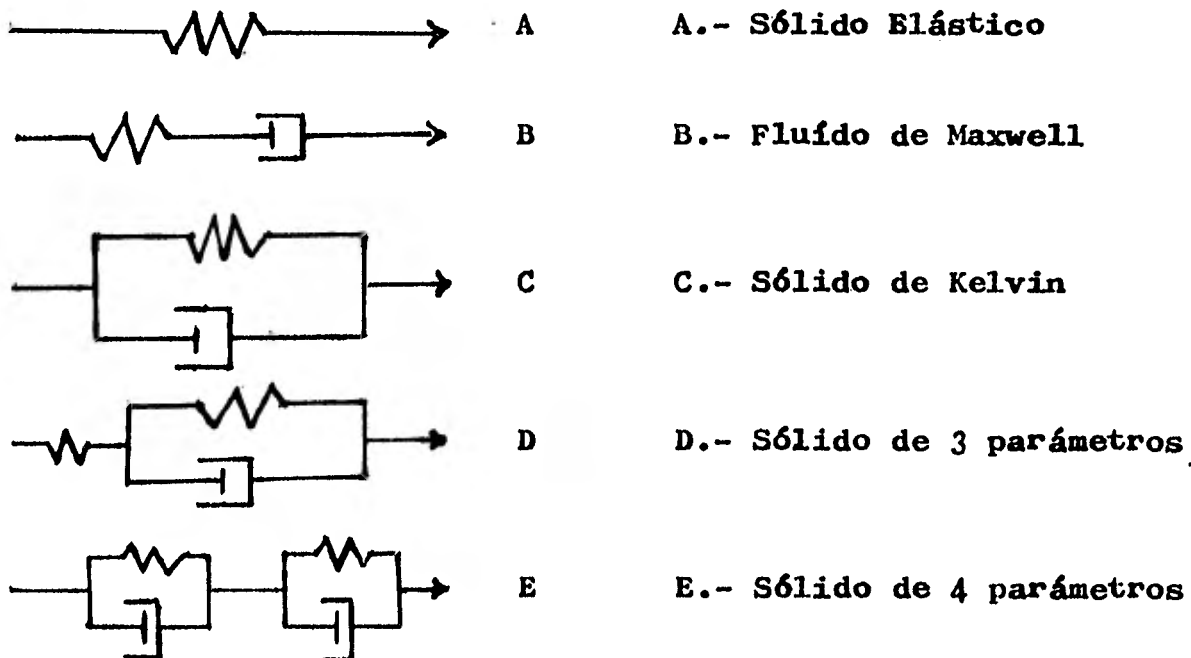 A A.- Sólido Elástico
B B.- Fluído de Maxwell
C C.- Sólido de Kelvin
D D.- Sólido de 3 parámetros
E E.- Sólido de 4 parámetros